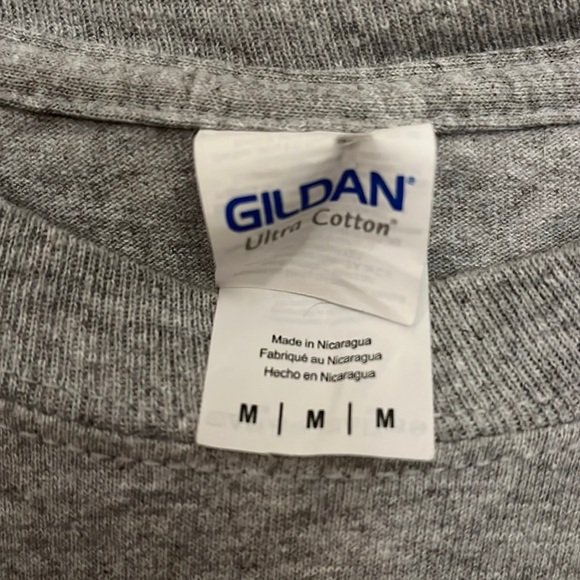 GILDAN®
Ultra Cotton®
Made in Nicaragua
Fabriqué au Nicaragua
Hecho en Nicaragua
M | M | M